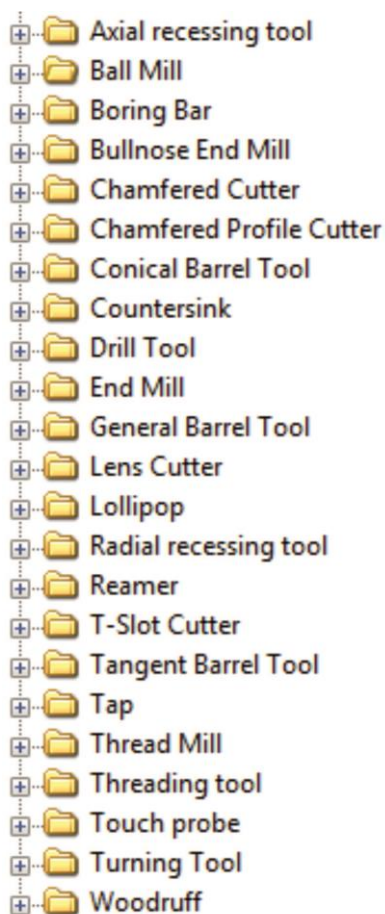 Axial recessing tool
Ball Mill
Boring Bar
Bullnose End Mill
Chamfered Cutter
Chamfered Profile Cutter
Conical Barrel Tool
Countersink
Drill Tool
End Mill
General Barrel Tool
Lens Cutter
Lollipop
Radial recessing tool
Reamer
T-Slot Cutter
Tangent Barrel Tool
Tap
Thread Mill
Threading tool
Touch probe
Turning Tool
Woodruff